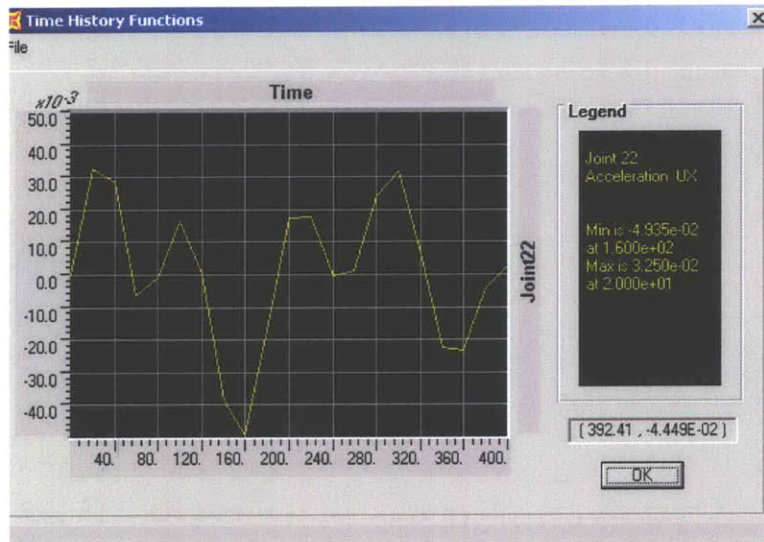 Time History Functions
File
Time
x10-3
50.0
40.0
30.0
20.0
10.0
0.0
-10.0
-20.0
-30.0
-40.0
40. 80. 120. 160. 200. 240. 280. 320. 360. 400.
Joint22
Legend
Joint 22
Acceleration UX
Min is -4.935e-02
at 1.600e+02
Max is 3.250e-02
at 2.000e+01
( 392.41 , -4.449E-02 )
OK